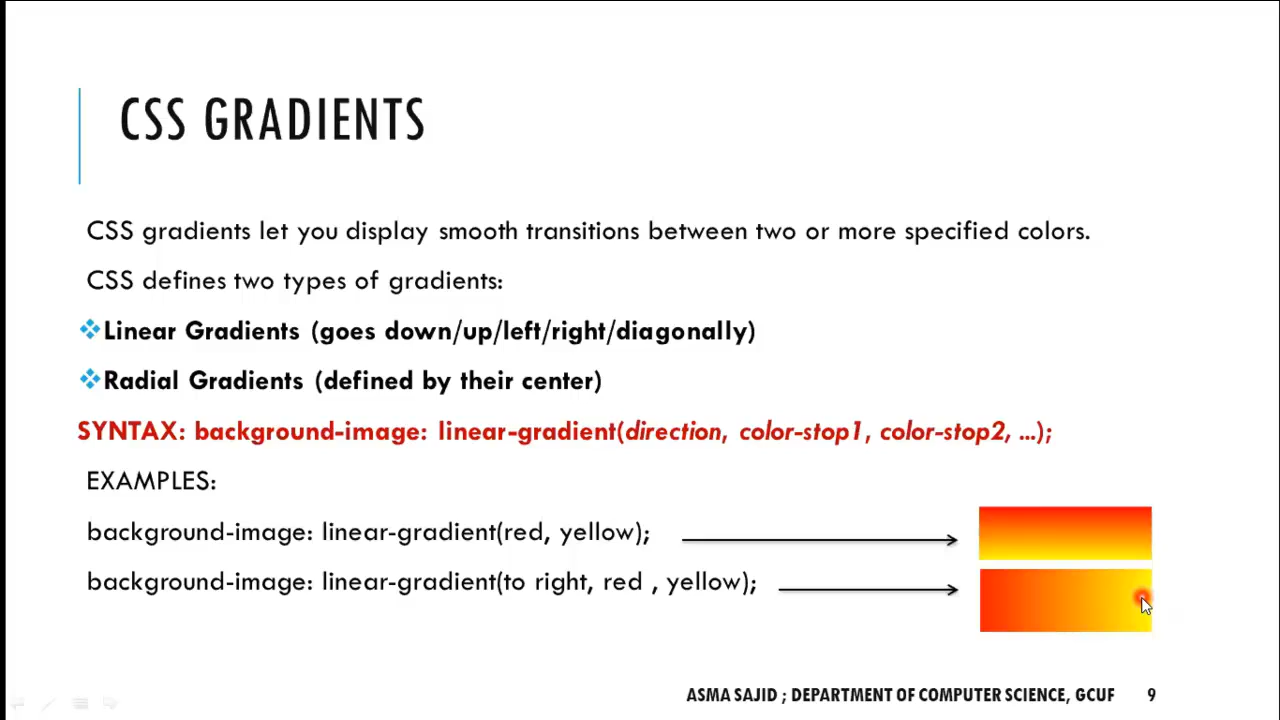 CSS GRADIENTS
CSS gradients let you display smooth transitions between two or more specified colors.
CSS defines two types of gradients:
❖Linear Gradients (goes down/up/left/right/diagonally)
❖Radial Gradients (defined by their center)
SYNTAX: background-image: linear-gradient(direction, color-stop1, color-stop2, ...);
EXAMPLES:
background-image: linear-gradient(red, yellow);
background-image: linear-gradient(to right, red , yellow);
ASMA SAJID ; DEPARTMENT OF COMPUTER SCIENCE, GCUF 9